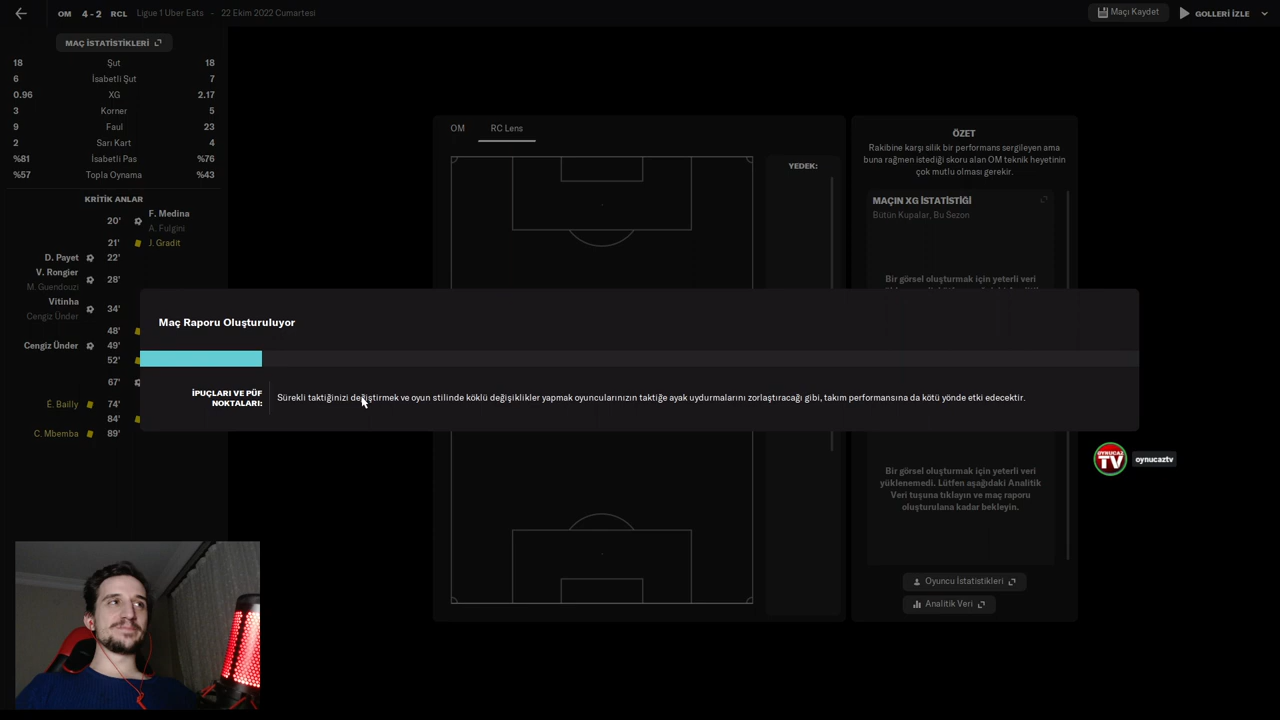 OM 4 - 2 RCL Ligue 1 Uber Eats - 22 Ekim 2022 Cumartesi
Maçı Kaydet GOLLERİ İZLE
MAÇ İSTATİSTİKLERİ
18 Şut 18
6 İsabetli Şut 7
0.96 XG 2.17
3 Korner 5
9 Faul 23
2 Sarı Kart 4
%81 İsabetli Pas %76
%57 Topla Oynama %43
KRİTİK ANLAR
20' F. Medina
A. Fulgini
21' J. Gradit
D. Payet 22'
V. Rongier
28'
M. Guendouzi
Vitinha
34'
Cengiz Ünder
48'
Cengiz Ünder 49'
52'
67'
É. Bailly 74'
84'
C. Mbemba 89'
OM RC Lens
YEDEK:
ÖZET
Rakibine karşı silik bir performans sergileyen ama
buna rağmen istediği skoru alan OM teknik heyetinin
çok mutlu olması gerekir.
MAÇIN XG İSTATİSTİĞİ
Bütün Kupalar, Bu Sezon
Bir görsel oluşturmak için yeterli veri
Maç Raporu Oluşturuluyor
İPUÇLARI VE PÜF
NOKTALARI:
Sürekli taktiğinizi değiştirmek ve oyun stilinde köklü değişiklikler yapmak oyuncularınızın taktiğe ayak uydurmalarını zorlaştıracağı gibi, takım performansına da kötü yönde etki edecektir.
Bir görsel oluşturmak için yeterli veri
yüklenemedi. Lütfen aşağıdaki Analitik
Veri tuşuna tıklayın ve maç raporu
oluşturulana kadar bekleyin.
Oyuncu İstatistikleri
Analitik Veri
OYNUCAZ
TV
oynucaztv